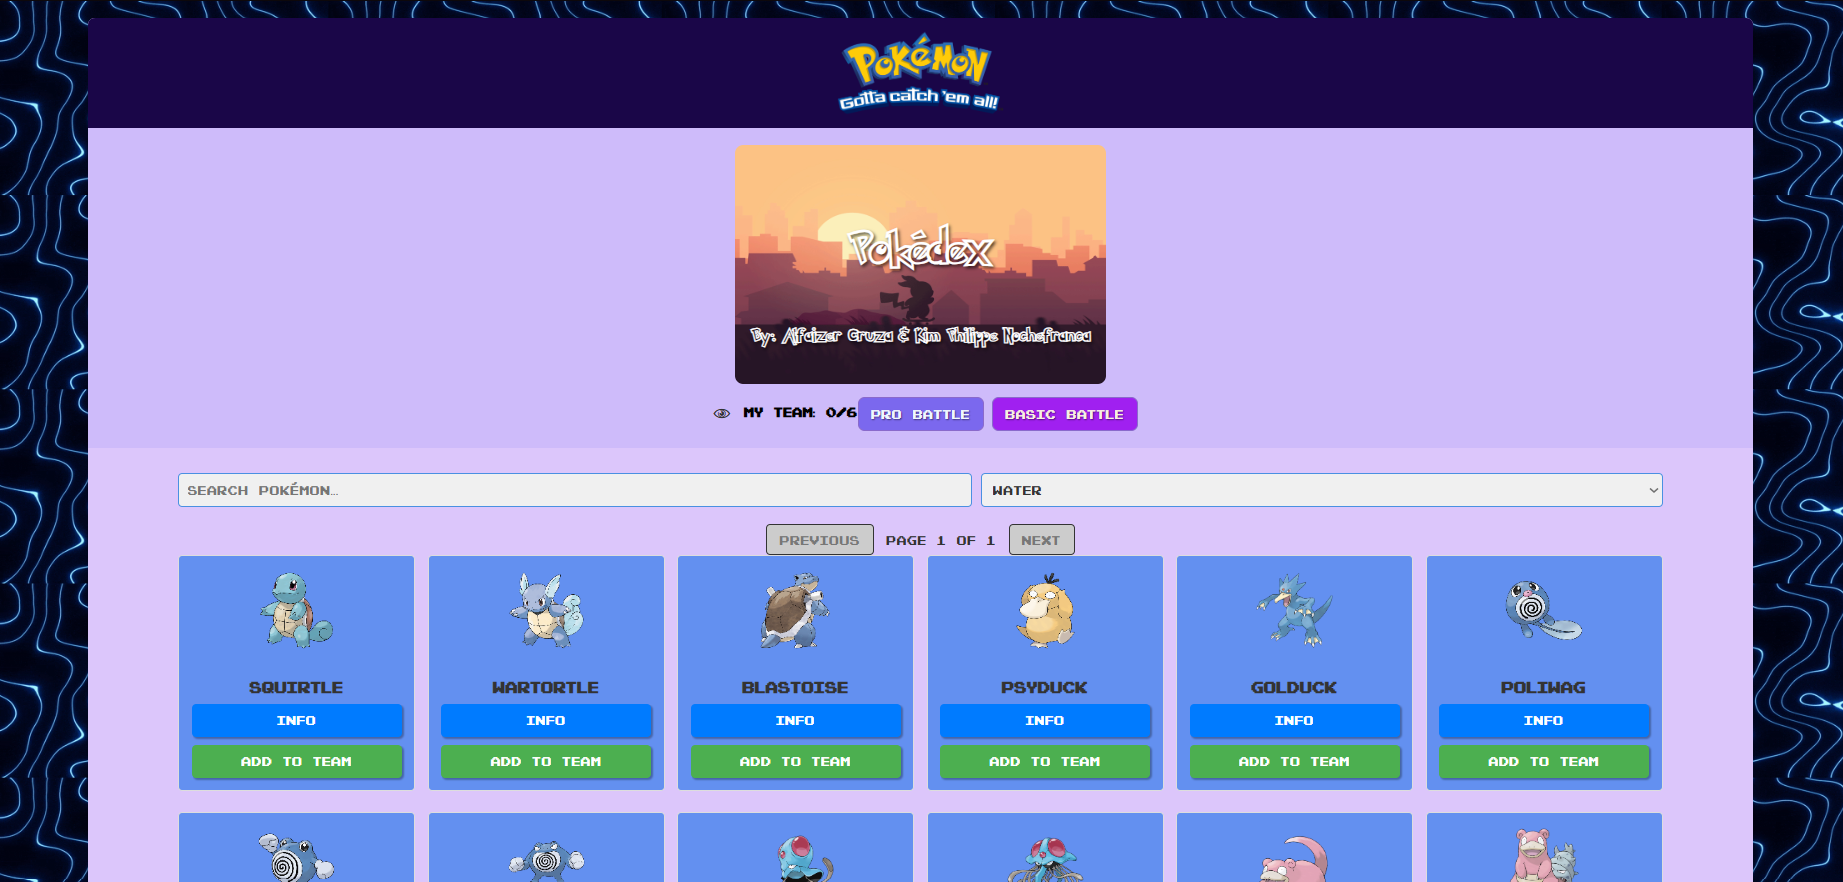 Pokémon
Gotta catch 'em all!
Pokédex
By: Alfaizer Cruza & Kim Philippe Nochefranca
MY TEAM: 0/6 PRO BATTLE BASIC BATTLE
SEARCH POKÉMON... WATER
PREVIOUS PAGE 1 OF 1 NEXT
SQUIRTLE WARTORTLE BLASTOISE PSYDUCK GOLDUCK POLIWAG
INFO INFO INFO INFO INFO INFO
ADD TO TEAM ADD TO TEAM ADD TO TEAM ADD TO TEAM ADD TO TEAM ADD TO TEAM